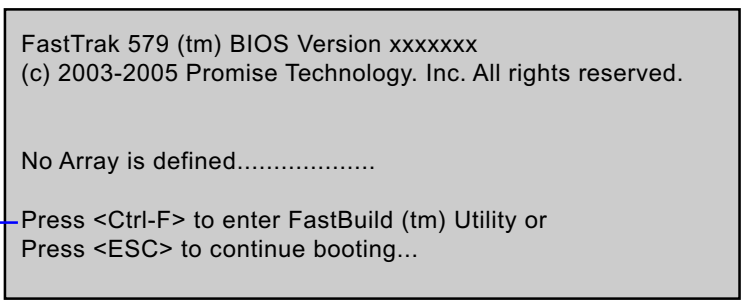 FastTrak 579 (tm) BIOS Version xxxxxxx
(c) 2003-2005 Promise Technology. Inc. All rights reserved.
No Array is defined...................
Press <Ctrl-F> to enter FastBuild (tm) Utility or
Press <ESC> to continue booting...